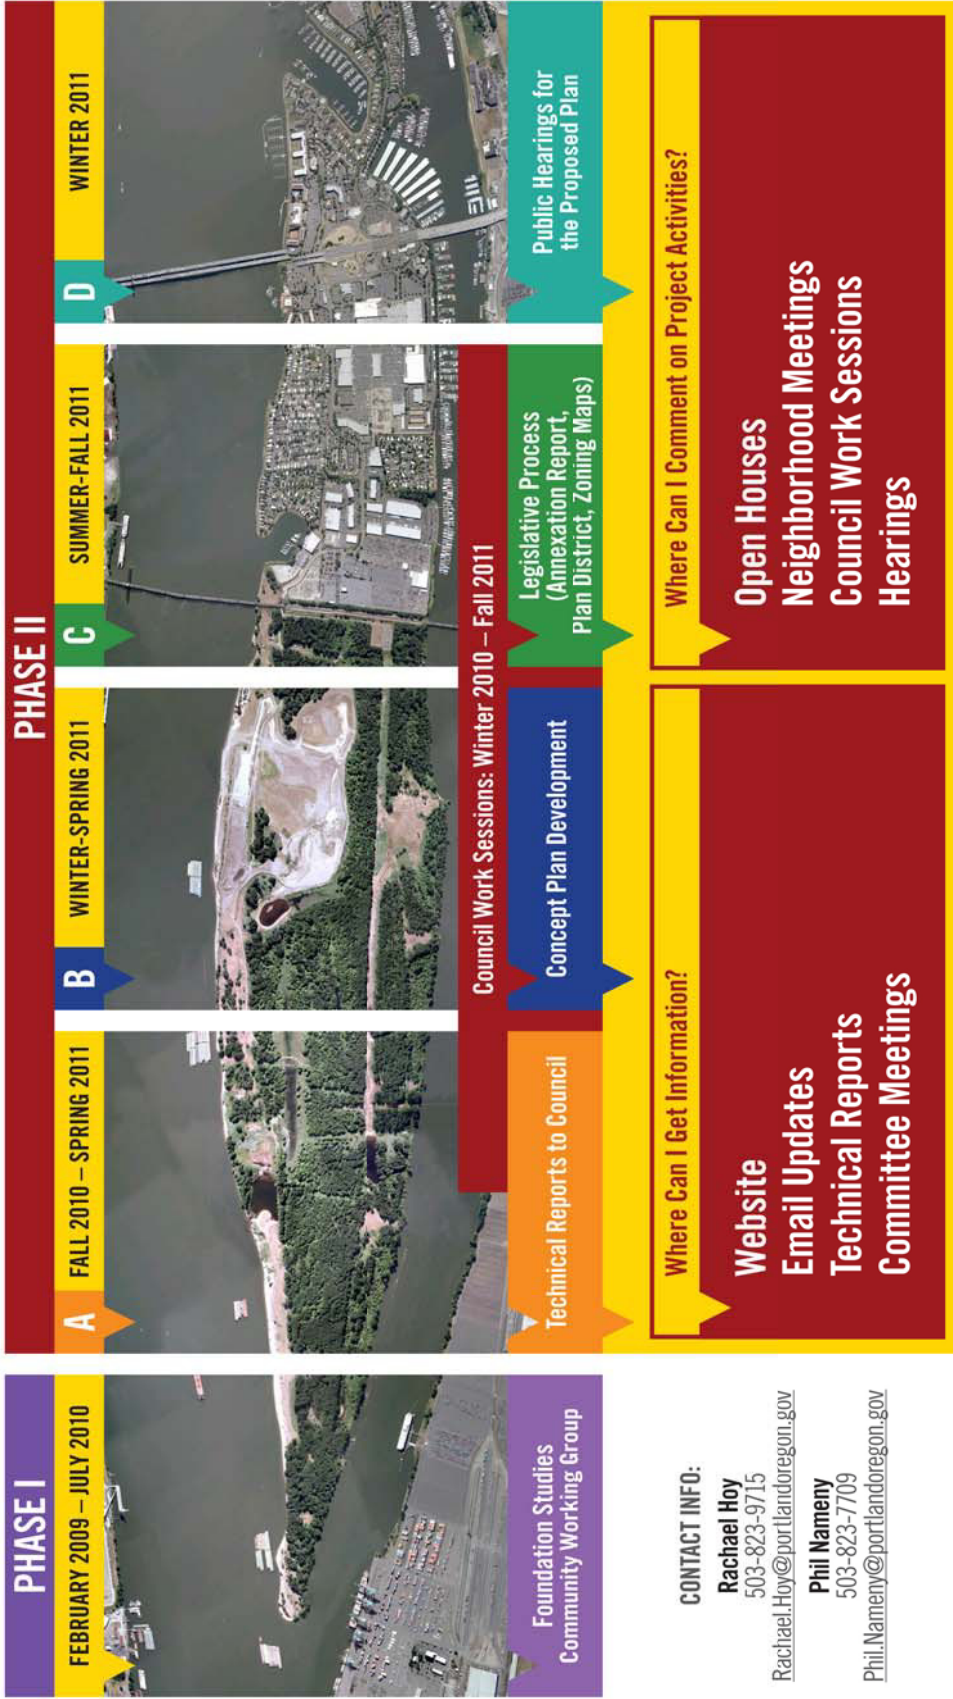 PHASE I
FEBRUARY 2009 – JULY 2010
Foundation Studies
Community Working Group
PHASE II
A
FALL 2010 – SPRING 2011
Technical Reports to Council
B
WINTER-SPRING 2011
Concept Plan Development
C
SUMMER-FALL 2011
Legislative Process
(Annexation Report,
Plan District, Zoning Maps)
D
WINTER 2011
Public Hearings for
the Proposed Plan
Council Work Sessions: Winter 2010 – Fall 2011
CONTACT INFO:
Rachael Hoy
503-823-9715
Rachael.Hoy@portlandoregon.gov
Phil Nameny
503-823-7709
Phil.Nameny@portlandoregon.gov
Where Can I Get Information?
Website
Email Updates
Technical Reports
Committee Meetings
Where Can I Comment on Project Activities?
Open Houses
Neighborhood Meetings
Council Work Sessions
Hearings